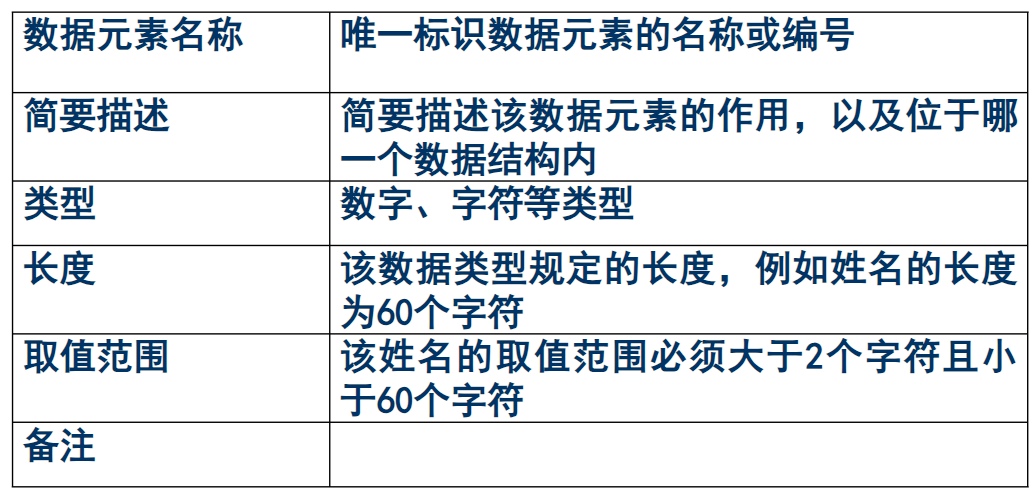 数据元素名称
唯一标识数据元素的名称或编号
简要描述
简要描述该数据元素的作用，以及位于哪
一个数据结构内
类型
数字、字符等类型
长度
该数据类型规定的长度，例如姓名的长度
为60个字符
取值范围
该姓名的取值范围必须大于2个字符且小
于60个字符
备注